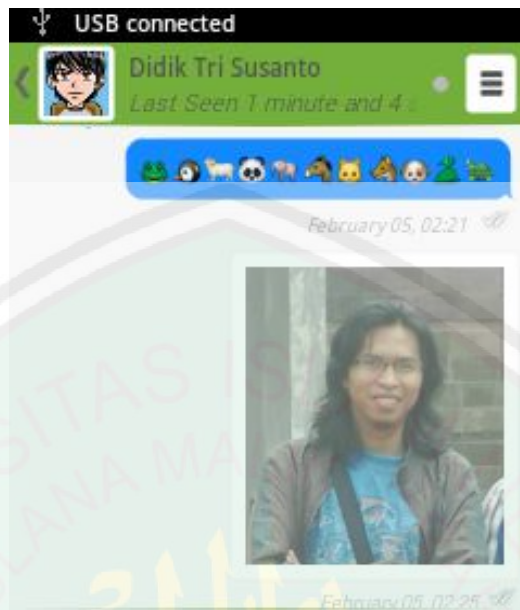 USB connected
Didik Tri Susanto
Last Seen 1 minute and 4
February 05, 02:21
February 05, 02:25